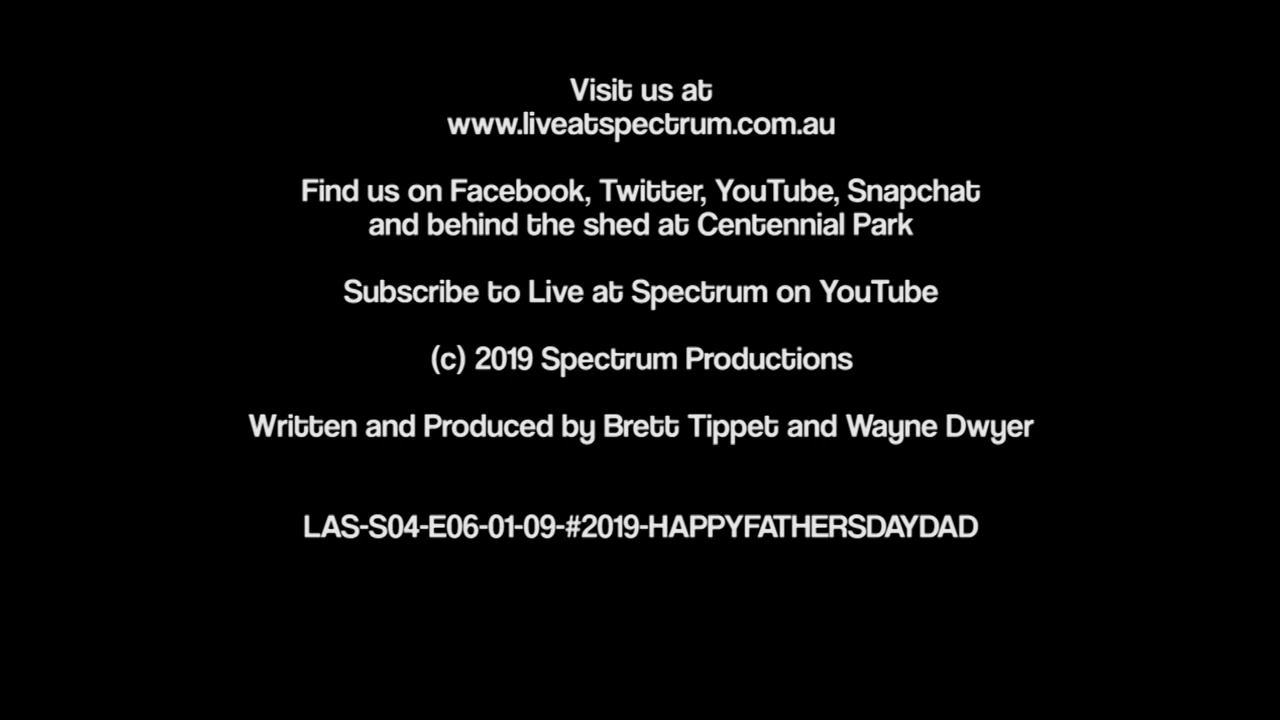 Visit us at
www.liveatspectrum.com.au
Find us on Facebook, Twitter, YouTube, Snapchat
and behind the shed at Centennial Park
Subscribe to Live at Spectrum on YouTube
(c) 2019 Spectrum Productions
Written and Produced by Brett Tippet and Wayne Dwyer
LAS-S04-E06-01-09-#2019-HAPPYFATHERSDAYDAD